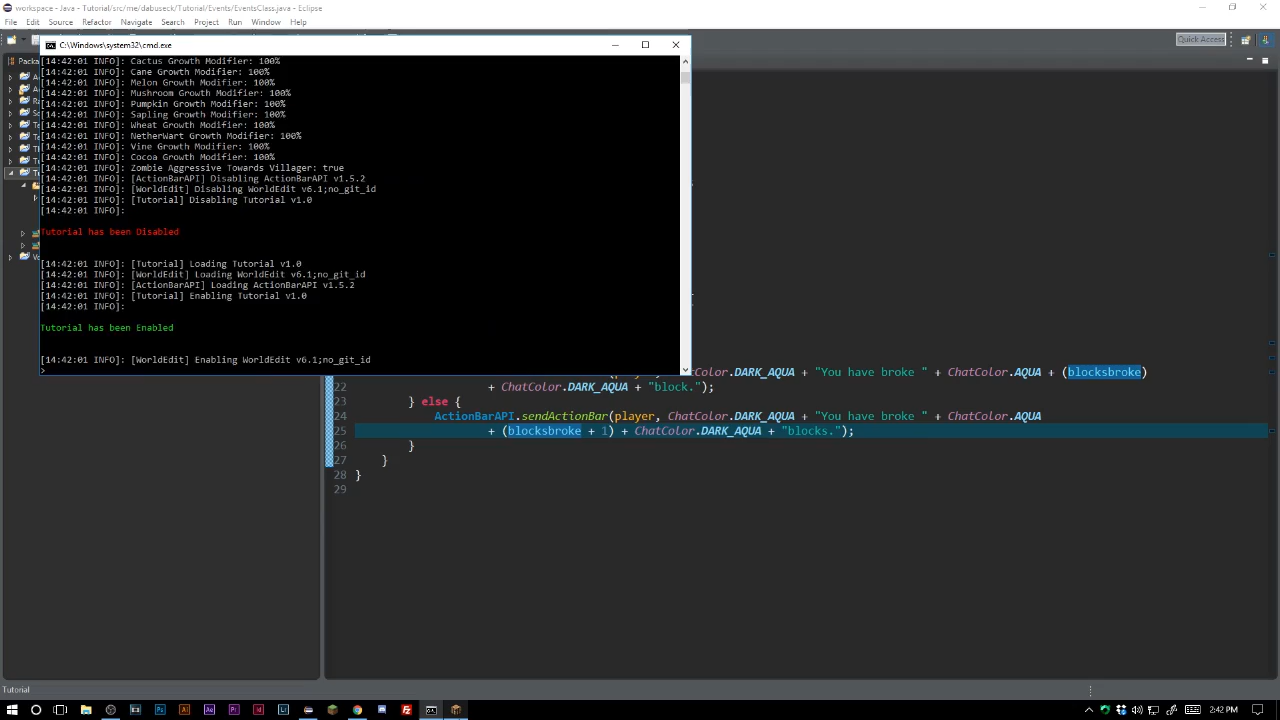 workspace - Java - Tutorial/src/me/dabuseck/Tutorial/Events/EventsClass.java - Eclipse
File Edit Source Refactor Navigate Search Project Run Window Help
Quick Access
C:\Windows\system32\cmd.exe
[14:42:01 INFO]: Cactus Growth Modifier: 100%
[14:42:01 INFO]: Cane Growth Modifier: 100%
[14:42:01 INFO]: Melon Growth Modifier: 100%
[14:42:01 INFO]: Mushroom Growth Modifier: 100%
[14:42:01 INFO]: Pumpkin Growth Modifier: 100%
[14:42:01 INFO]: Sapling Growth Modifier: 100%
[14:42:01 INFO]: Wheat Growth Modifier: 100%
[14:42:01 INFO]: NetherWart Growth Modifier: 100%
[14:42:01 INFO]: Vine Growth Modifier: 100%
[14:42:01 INFO]: Cocoa Growth Modifier: 100%
[14:42:01 INFO]: Zombie Aggressive Towards Villager: true
[14:42:01 INFO]: [ActionBarAPI] Disabling ActionBarAPI v1.5.2
[14:42:01 INFO]: [WorldEdit] Disabling WorldEdit v6.1;no_git_id
[14:42:01 INFO]: [Tutorial] Disabling Tutorial v1.0
[14:42:01 INFO]:
Tutorial has been Disabled
[14:42:01 INFO]: [Tutorial] Loading Tutorial v1.0
[14:42:01 INFO]: [WorldEdit] Loading WorldEdit v6.1;no_git_id
[14:42:01 INFO]: [ActionBarAPI] Loading ActionBarAPI v1.5.2
[14:42:01 INFO]: [Tutorial] Enabling Tutorial v1.0
[14:42:01 INFO]:
Tutorial has been Enabled
[14:42:01 INFO]: [WorldEdit] Enabling WorldEdit v6.1;no_git_id
>
Color.DARK_AQUA + "You have broke " + ChatColor.AQUA + (blocksbroke)
22 + ChatColor.DARK_AQUA + "block.");
23 } else {
24 ActionBarAPI.sendActionBar(player, ChatColor.DARK_AQUA + "You have broke " + ChatColor.AQUA
25 + (blocksbroke + 1) + ChatColor.DARK_AQUA + "blocks.");
26 }
27 }
28 }
29
Tutorial
2:42 PM